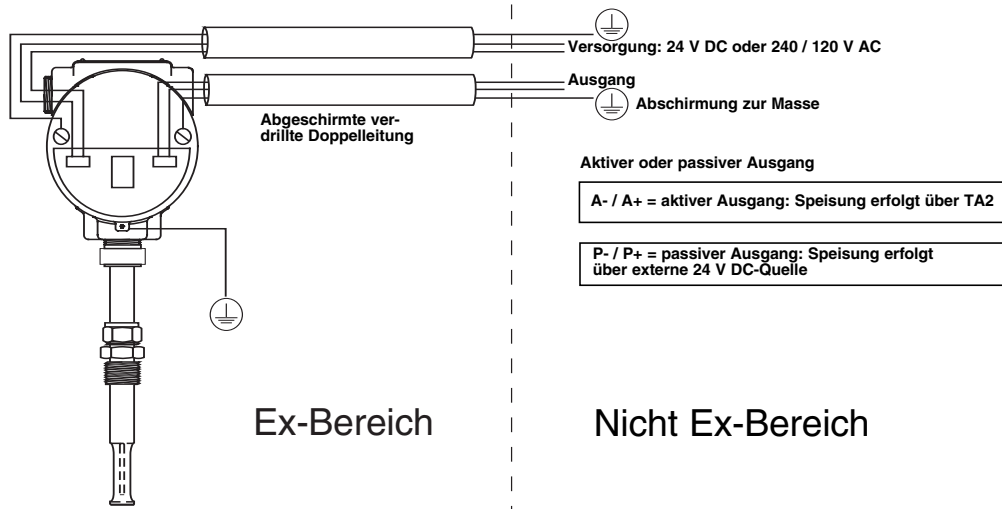 Versorgung: 24 V DC oder 240 / 120 V AC
Ausgang
Abschirmung zur Masse
Abgeschirmte ver-
drillte Doppelleitung
Aktiver oder passiver Ausgang
A- / A+ = aktiver Ausgang: Speisung erfolgt über TA2
P- / P+ = passiver Ausgang: Speisung erfolgt
über externe 24 V DC-Quelle
Ex-Bereich
Nicht Ex-Bereich